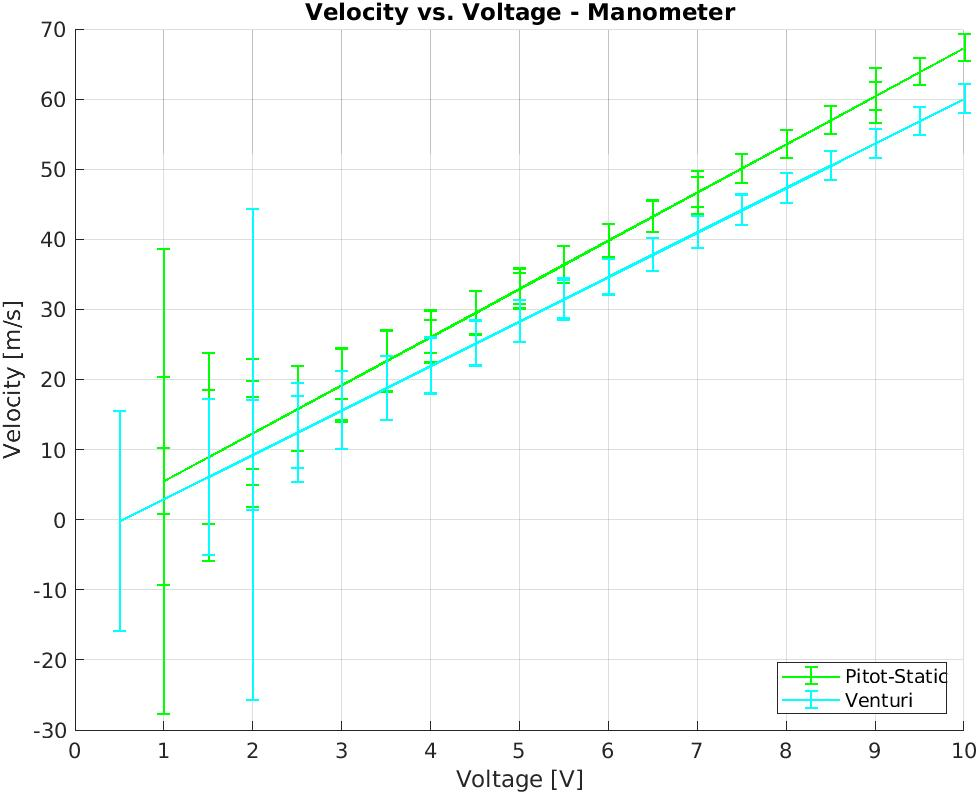 Velocity vs. Voltage - Manometer
70
60
50
40
30
20
10
0
-10
-20
-30
Velocity [m/s]
0 1 2 3 4 5 6 7 8 9 10
Voltage [V]
Pitot-Static
Venturi